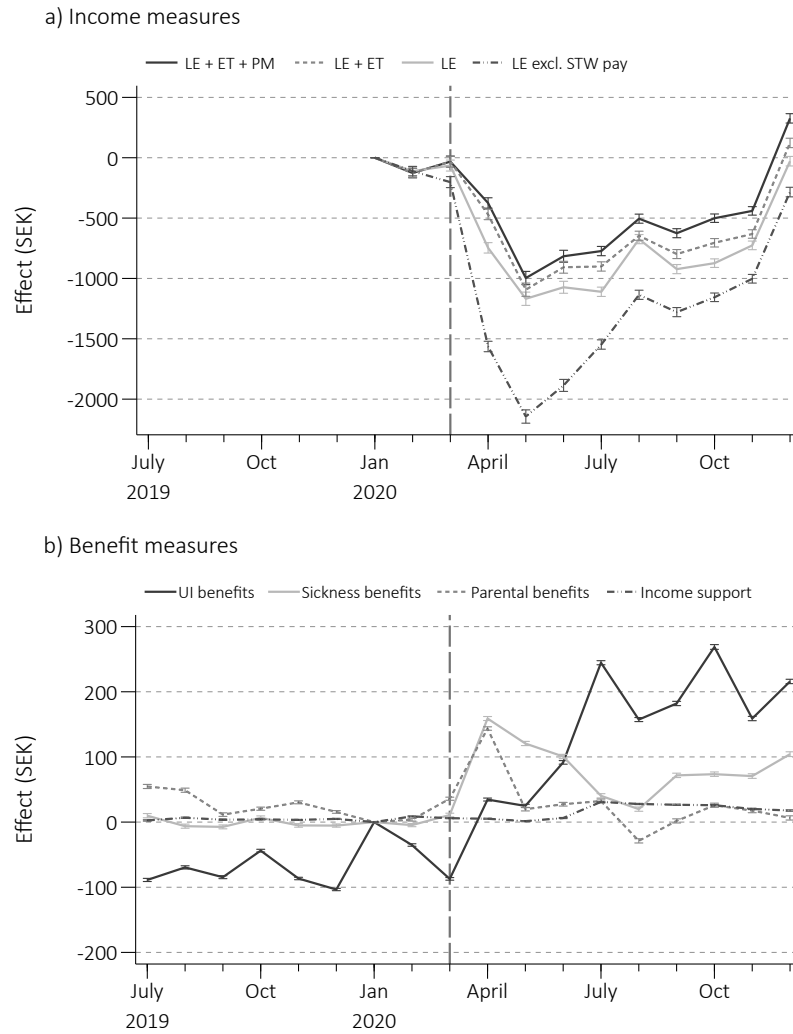 a) Income measures
LE + ET + PM LE + ET LE LE excl. STW pay
500
0
-500
-1000
-1500
-2000
Effect (SEK)
July Oct Jan April July Oct
2019 2020
b) Benefit measures
UI benefits Sickness benefits Parental benefits Income support
300
200
100
0
-100
-200
Effect (SEK)
July Oct Jan April July Oct
2019 2020